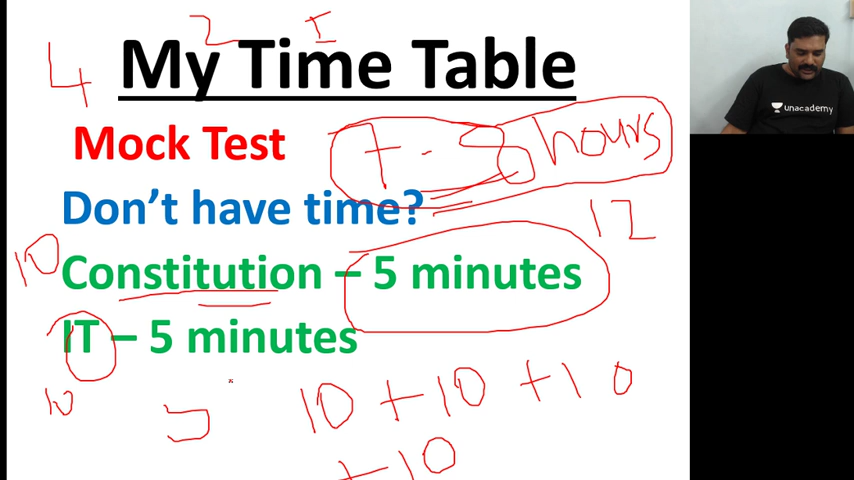 2 I
4 My Time Table
unacademy
Mock Test 7 - 8 hours
Don't have time?
12
10 Constitution – 5 minutes
IT – 5 minutes
10 5 10 + 10 + 10
+ 10